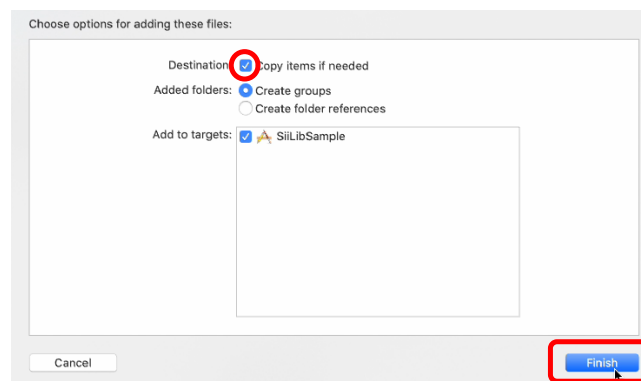 Choose options for adding these files:
Destination: Copy items if needed
Added folders: Create groups
Create folder references
Add to targets: SiiLibSample
Cancel Finish